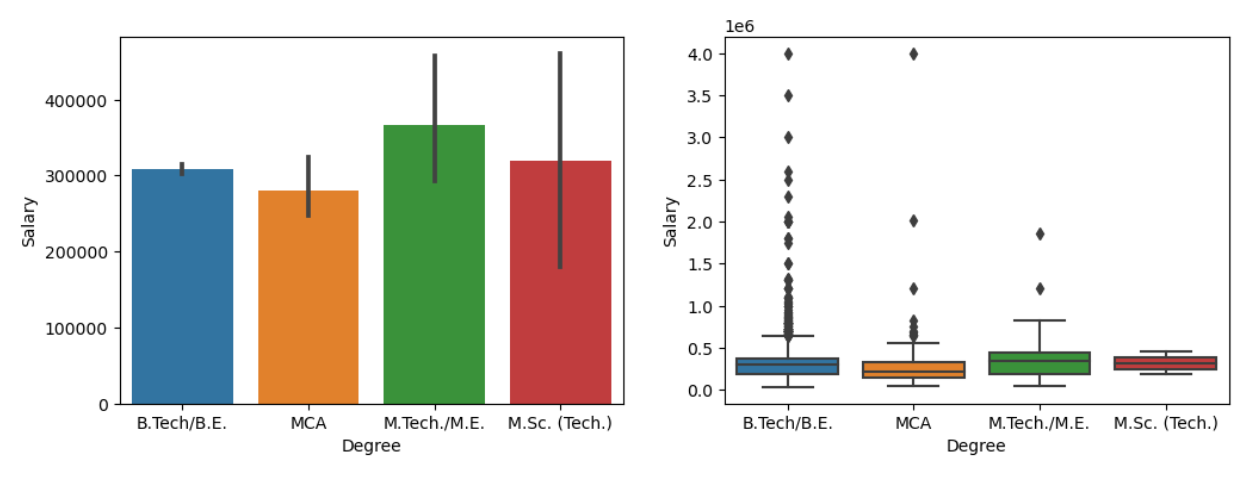 400000
300000
200000
100000
0
Salary
B.Tech/B.E. MCA M.Tech./M.E. M.Sc. (Tech.)
Degree
1e6
4.0
3.5
3.0
2.5
2.0
1.5
1.0
0.5
0.0
Salary
B.Tech/B.E. MCA M.Tech./M.E. M.Sc. (Tech.)
Degree